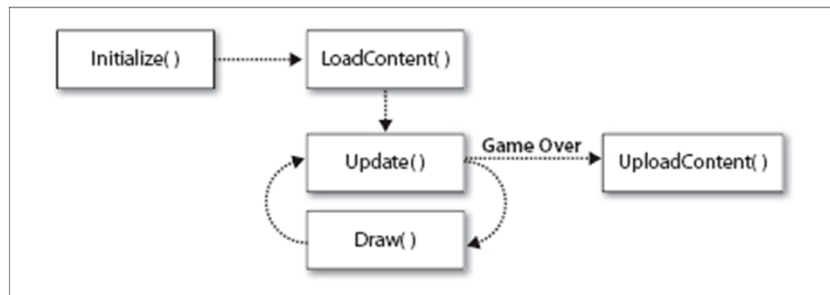 Initialize( )
LoadContent( )
Update( )
Game Over
UploadContent( )
Draw( )